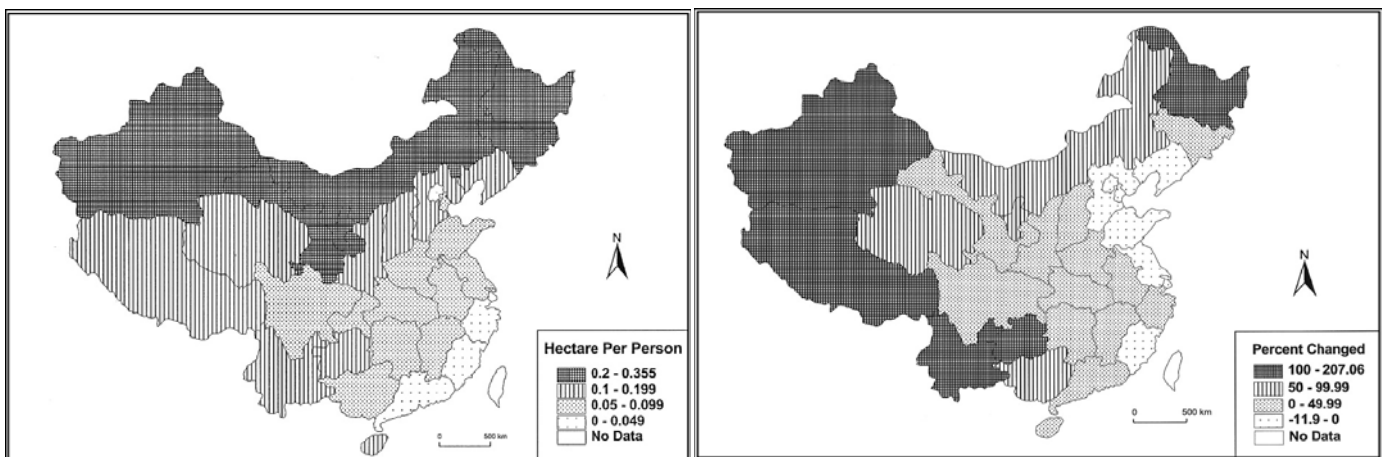 N
Hectare Per Person
0.2 - 0.355
0.1 - 0.199
0.05 - 0.099
0 - 0.049
No Data
0 500 km
N
Percent Changed
100 - 207.06
50 - 99.99
0 - 49.99
-11.9 - 0
No Data
0 500 km